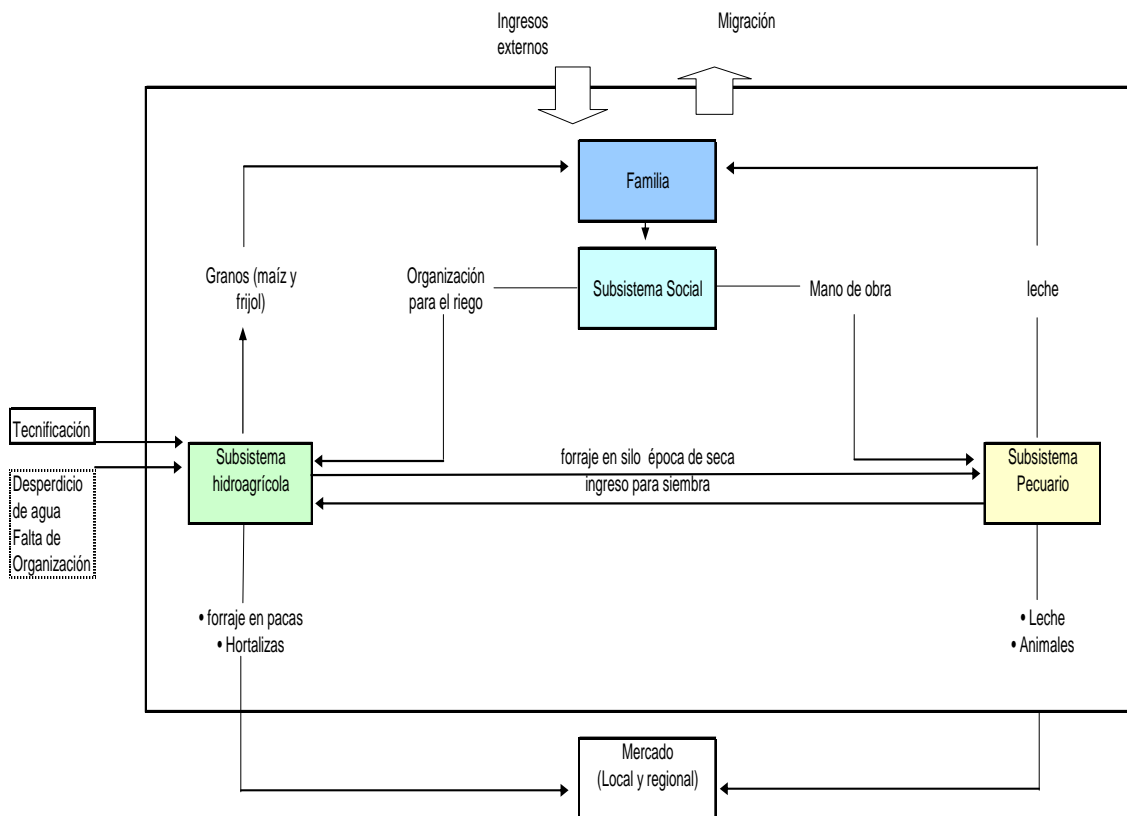 Ingresos
externos
Migración
Familia
Granos (maíz y
frijol)
Organización
para el riego
Subsistema Social
Mano de obra
leche
Tecnificación
Desperdicio
de agua
Falta de
Organización
Subsistema
hidroagrícola
forraje en silo época de seca
ingreso para siembra
Subsistema
Pecuario
• forraje en pacas
• Hortalizas
• Leche
• Animales
Mercado
(Local y regional)